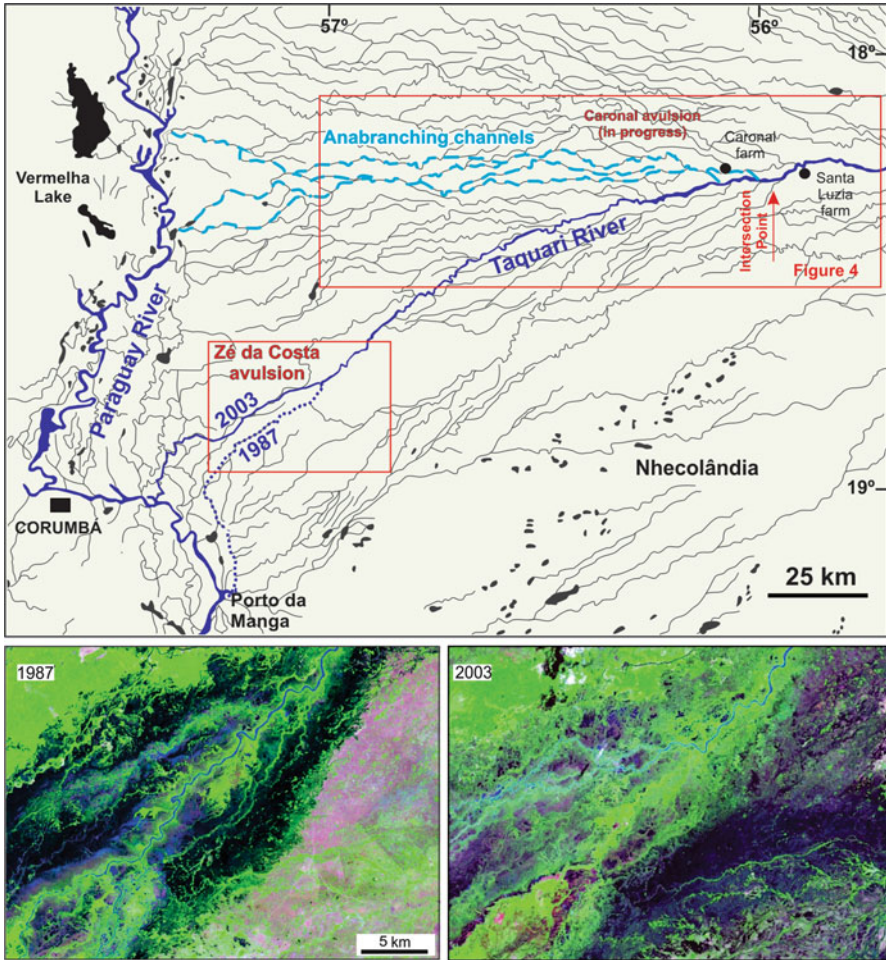 57º
56º
18º
Caronal avulsion
(In progress)
Anabranching channels
Caronal
farm
Vermelha
Lake
Santa
Luzia
farm
Intersection
Point
Taquari River
Figure 4
Paraguay River
Zé da Costa
avulsion
2003
1987
Nhecolândia
19º
CORUMBÁ
25 km
Porto da
Manga
1987
5 km
2003